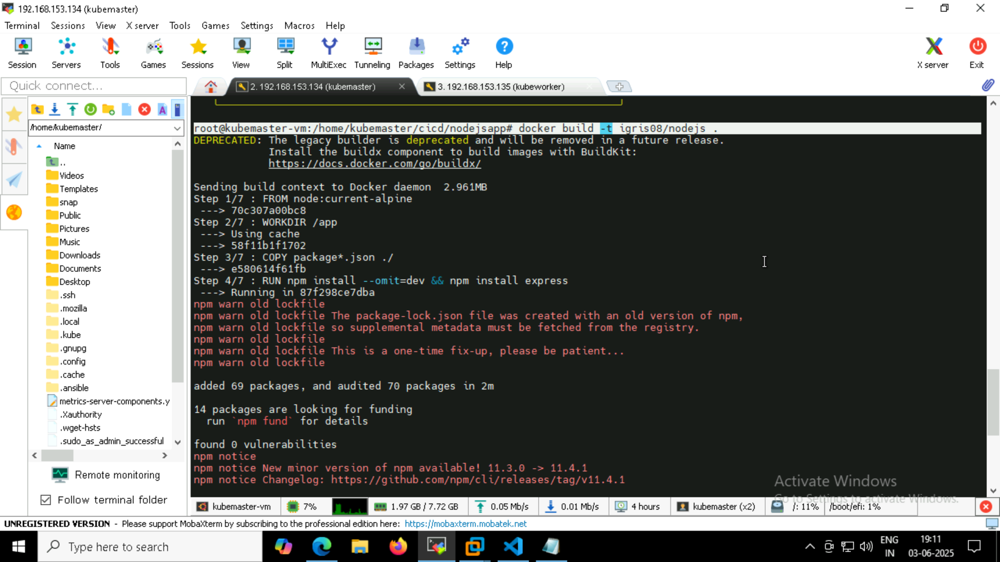 192.168.153.134 (kubemaster)
Terminal Sessions View X server Tools Games Settings Macros Help
Session Servers Tools Games Sessions View Split MultiExec Tunneling Packages Settings Help X server Exit
Quick connect...
2. 192.168.153.134 (kubemaster)
3. 192.168.153.135 (kubeworker)
/home/kubemaster/
Name
..
Videos
Templates
snap
Public
Pictures
Music
Downloads
Documents
Desktop
.ssh
.mozilla
.local
.kube
.gnupg
.config
.cache
.ansible
metrics-server-components.y
.Xauthority
.wget-hsts
.sudo_as_admin_successful
Remote monitoring
Follow terminal folder
root@kubemaster-vm:/home/kubemaster/cicd/nodejsapp# docker build -t igris08/nodejs .
DEPRECATED: The legacy builder is deprecated and will be removed in a future release.
Install the buildx component to build images with BuildKit:
https://docs.docker.com/go/buildx/
Sending build context to Docker daemon  2.961MB
Step 1/7 : FROM node:current-alpine
---> 70c307a00bc8
Step 2/7 : WORKDIR /app
---> Using cache
---> 58f11b1f1702
Step 3/7 : COPY package*.json ./
---> e580614f61fb
Step 4/7 : RUN npm install --omit=dev && npm install express
---> Running in 87f298ce7dba
npm warn old lockfile
npm warn old lockfile The package-lock.json file was created with an old version of npm,
npm warn old lockfile so supplemental metadata must be fetched from the registry.
npm warn old lockfile
npm warn old lockfile This is a one-time fix-up, please be patient...
npm warn old lockfile
added 69 packages, and audited 70 packages in 2m
14 packages are looking for funding
run `npm fund` for details
found 0 vulnerabilities
npm notice
npm notice New minor version of npm available! 11.3.0 -> 11.4.1
npm notice Changelog: https://github.com/npm/cli/releases/tag/v11.4.1
Activate Windows
Go to Settings to activate Windows.
kubemaster-vm 7% 1.97 GB / 7.72 GB 0.05 Mb/s 0.01 Mb/s 4 hours kubemaster (x2) /: 11% /boot/efi: 1%
UNREGISTERED VERSION - Please support MobaXterm by subscribing to the professional edition here: https://mobaxterm.mobatek.net
Type here to search
ENG
IN
19:11
03-06-2025